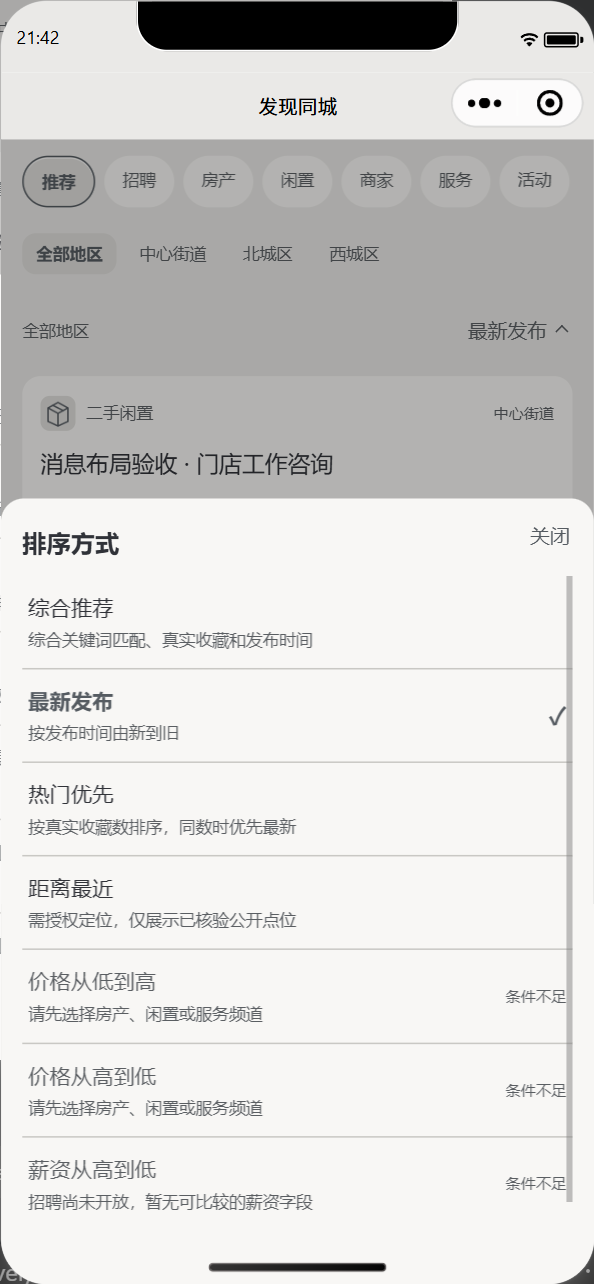 21:42
发现同城
推荐 招聘 房产 闲置 商家 服务 活动
全部地区 中心街道 北城区 西城区
全部地区 最新发布
二手闲置 中心街道
消息布局验收 · 门店工作咨询
排序方式 关闭
综合推荐
综合关键词匹配、真实收藏和发布时间
最新发布
按发布时间由新到旧
热门优先
按真实收藏数排序，同数时优先最新
距离最近
需授权定位，仅展示已核验公开点位
价格从低到高
请先选择房产、闲置或服务频道 条件不足
价格从高到低
请先选择房产、闲置或服务频道 条件不足
薪资从高到低
招聘尚未开放，暂无可比较的薪资字段 条件不足